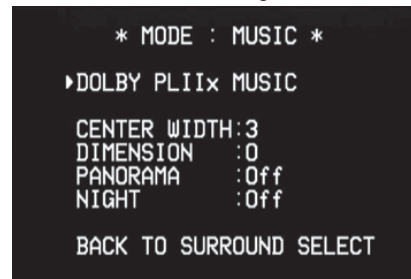 * MODE : MUSIC *
▶DOLBY PLIIx MUSIC
CENTER WIDTH:3
DIMENSION :0
PANORAMA :Off
NIGHT :Off
BACK TO SURROUND SELECT